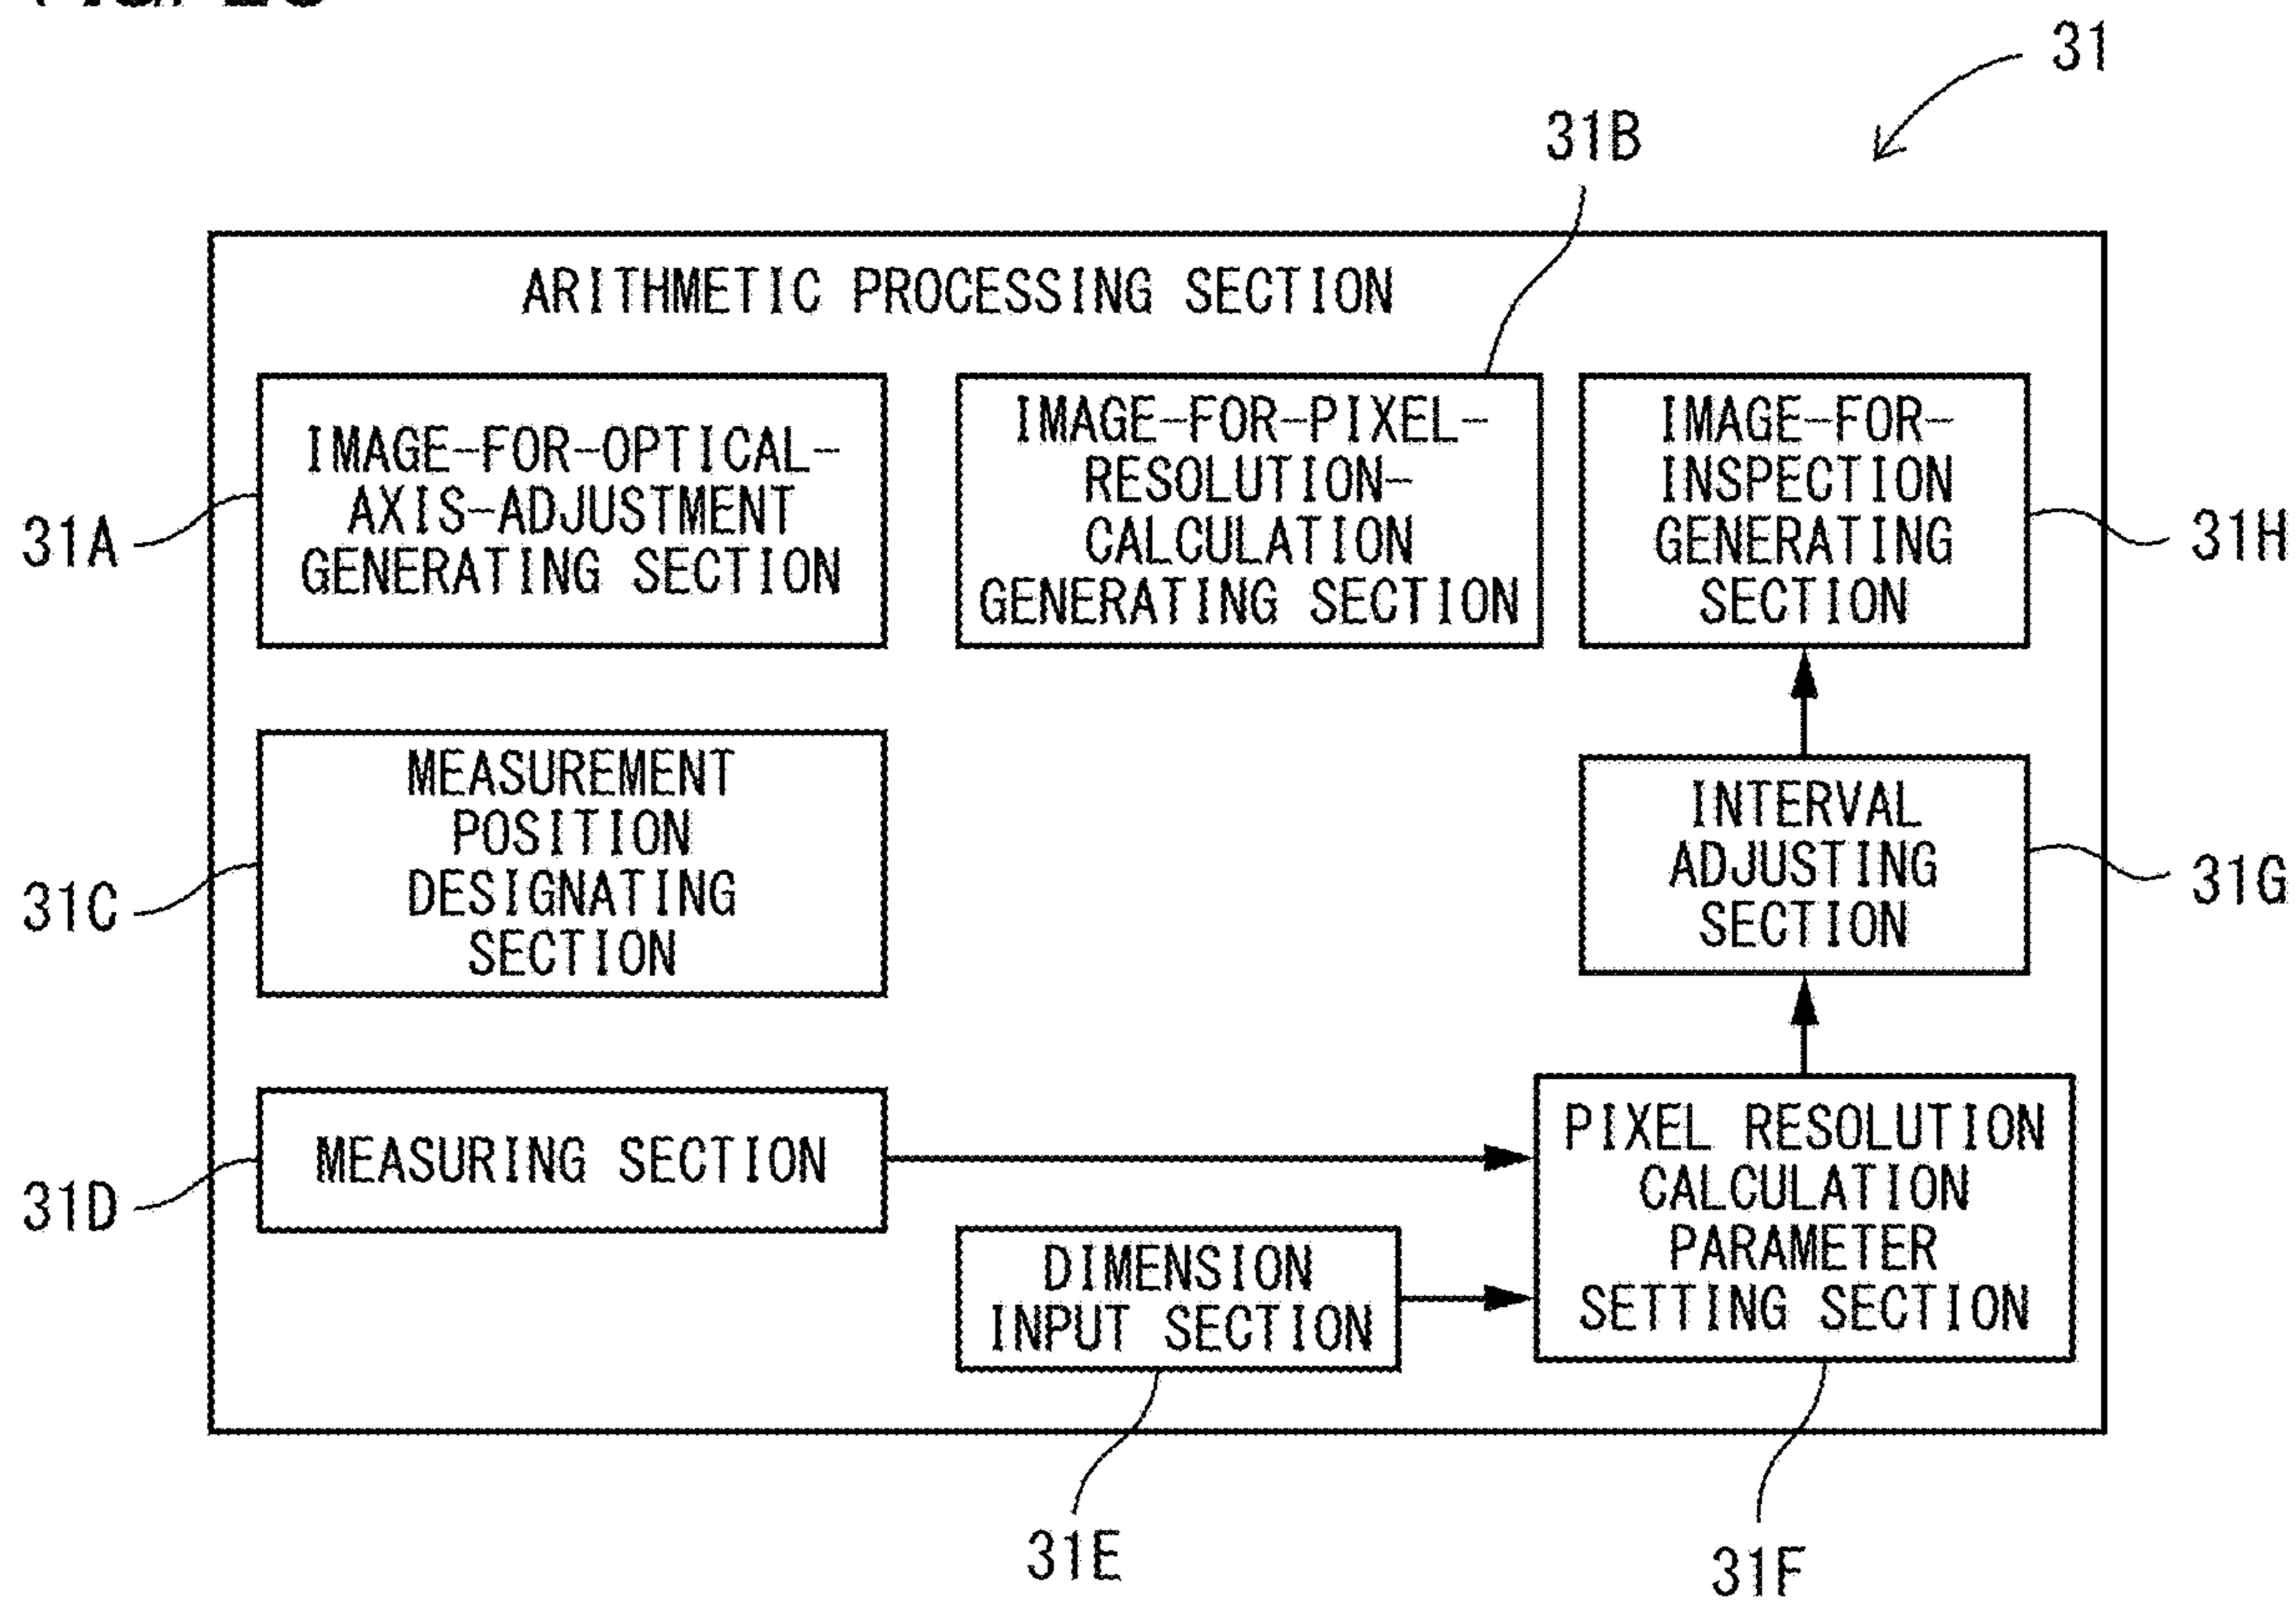 31
31B
ARITHMETIC PROCESSING SECTION
IMAGE-FOR-OPTICAL-
AXIS-ADJUSTMENT
GENERATING SECTION
31A
IMAGE-FOR-PIXEL-
RESOLUTION-
CALCULATION
GENERATING SECTION
IMAGE-FOR-
INSPECTION
GENERATING
SECTION
31H
MEASUREMENT
POSITION
DESIGNATING
SECTION
31C
INTERVAL
ADJUSTING
SECTION
31G
MEASURING SECTION
31D
DIMENSION
INPUT SECTION
31E
PIXEL RESOLUTION
CALCULATION
PARAMETER
SETTING SECTION
31F